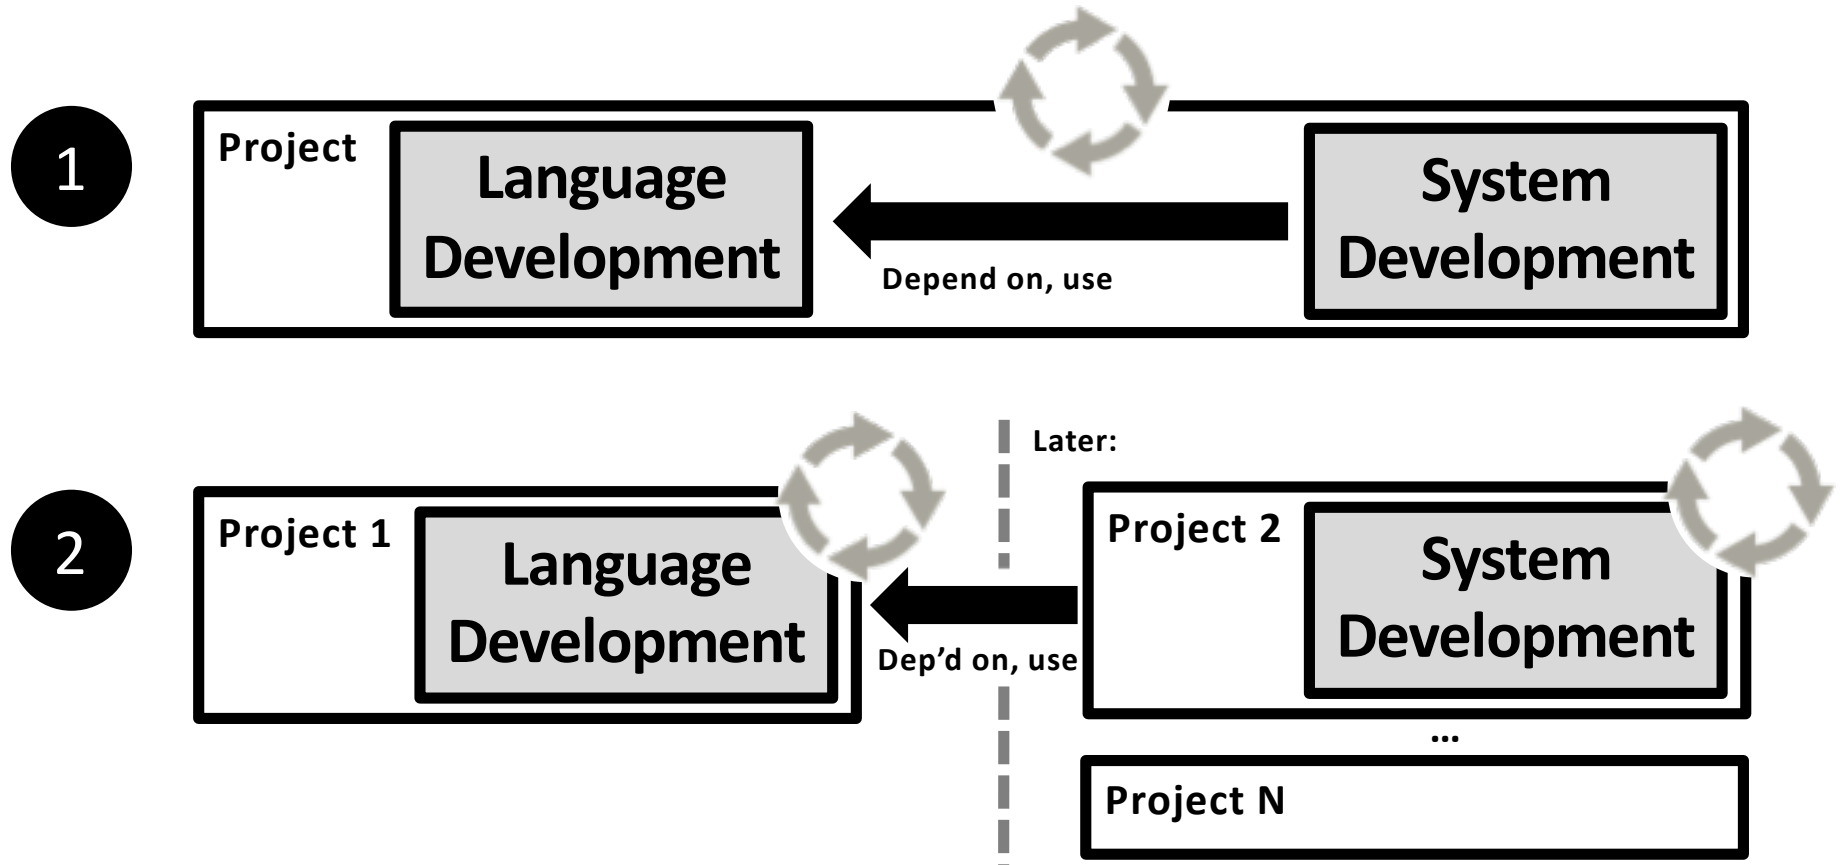 1
Project
Language
Development
Depend on, use
System
Development
2
Project 1
Language
Development
Dep’d on, use
Later:
Project 2
System
Development
...
Project N